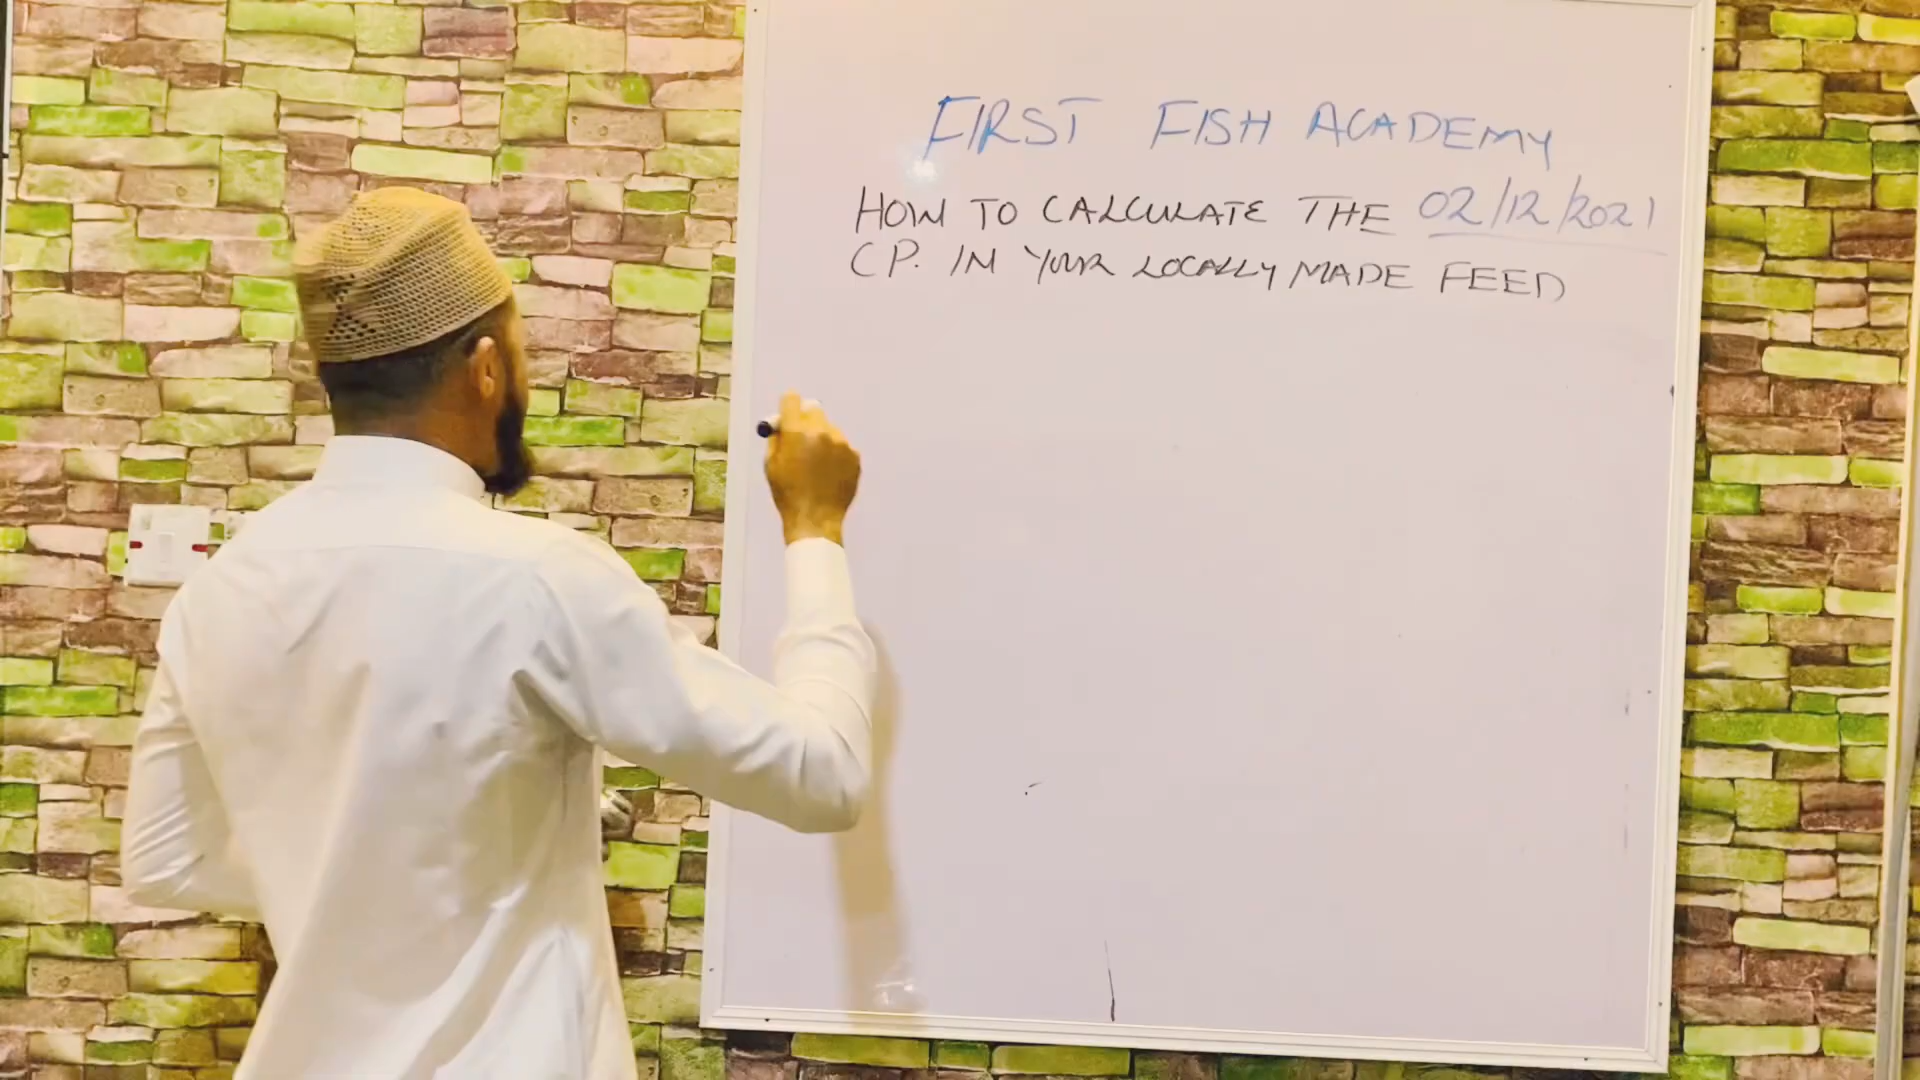 FIRST FISH ACADEMY
HOW TO CALCULATE THE 02/12/2021
CP. IN YOUR LOCALLY MADE FEED